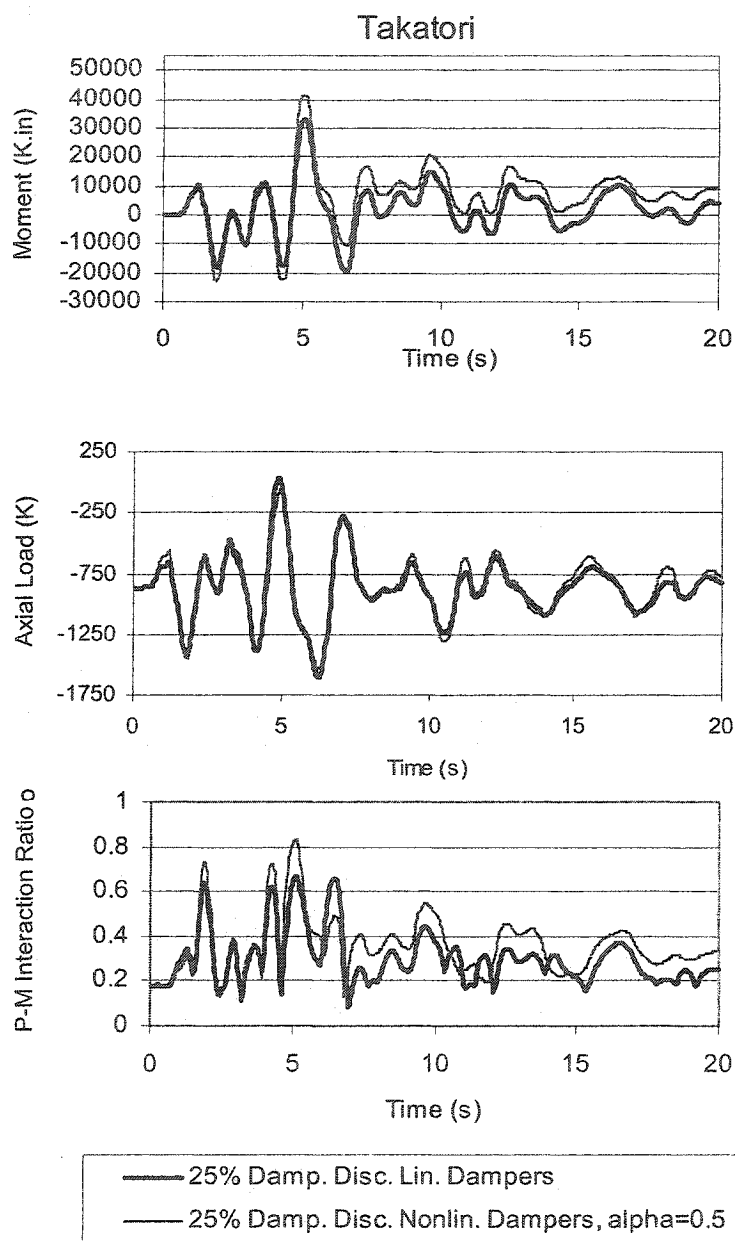 Takatori
Moment (K.in)
50000
40000
30000
20000
10000
0
-10000
-20000
-30000
0 5 10 15 20
Time (s)
Axial Load (K)
250
-250
-750
-1250
-1750
0 5 10 15 20
Time (s)
P-M Interaction Ratio o
1
0.8
0.6
0.4
0.2
0
0 5 10 15 20
Time (s)
25% Damp. Disc. Lin. Dampers
25% Damp. Disc. Nonlin. Dampers, alpha=0.5